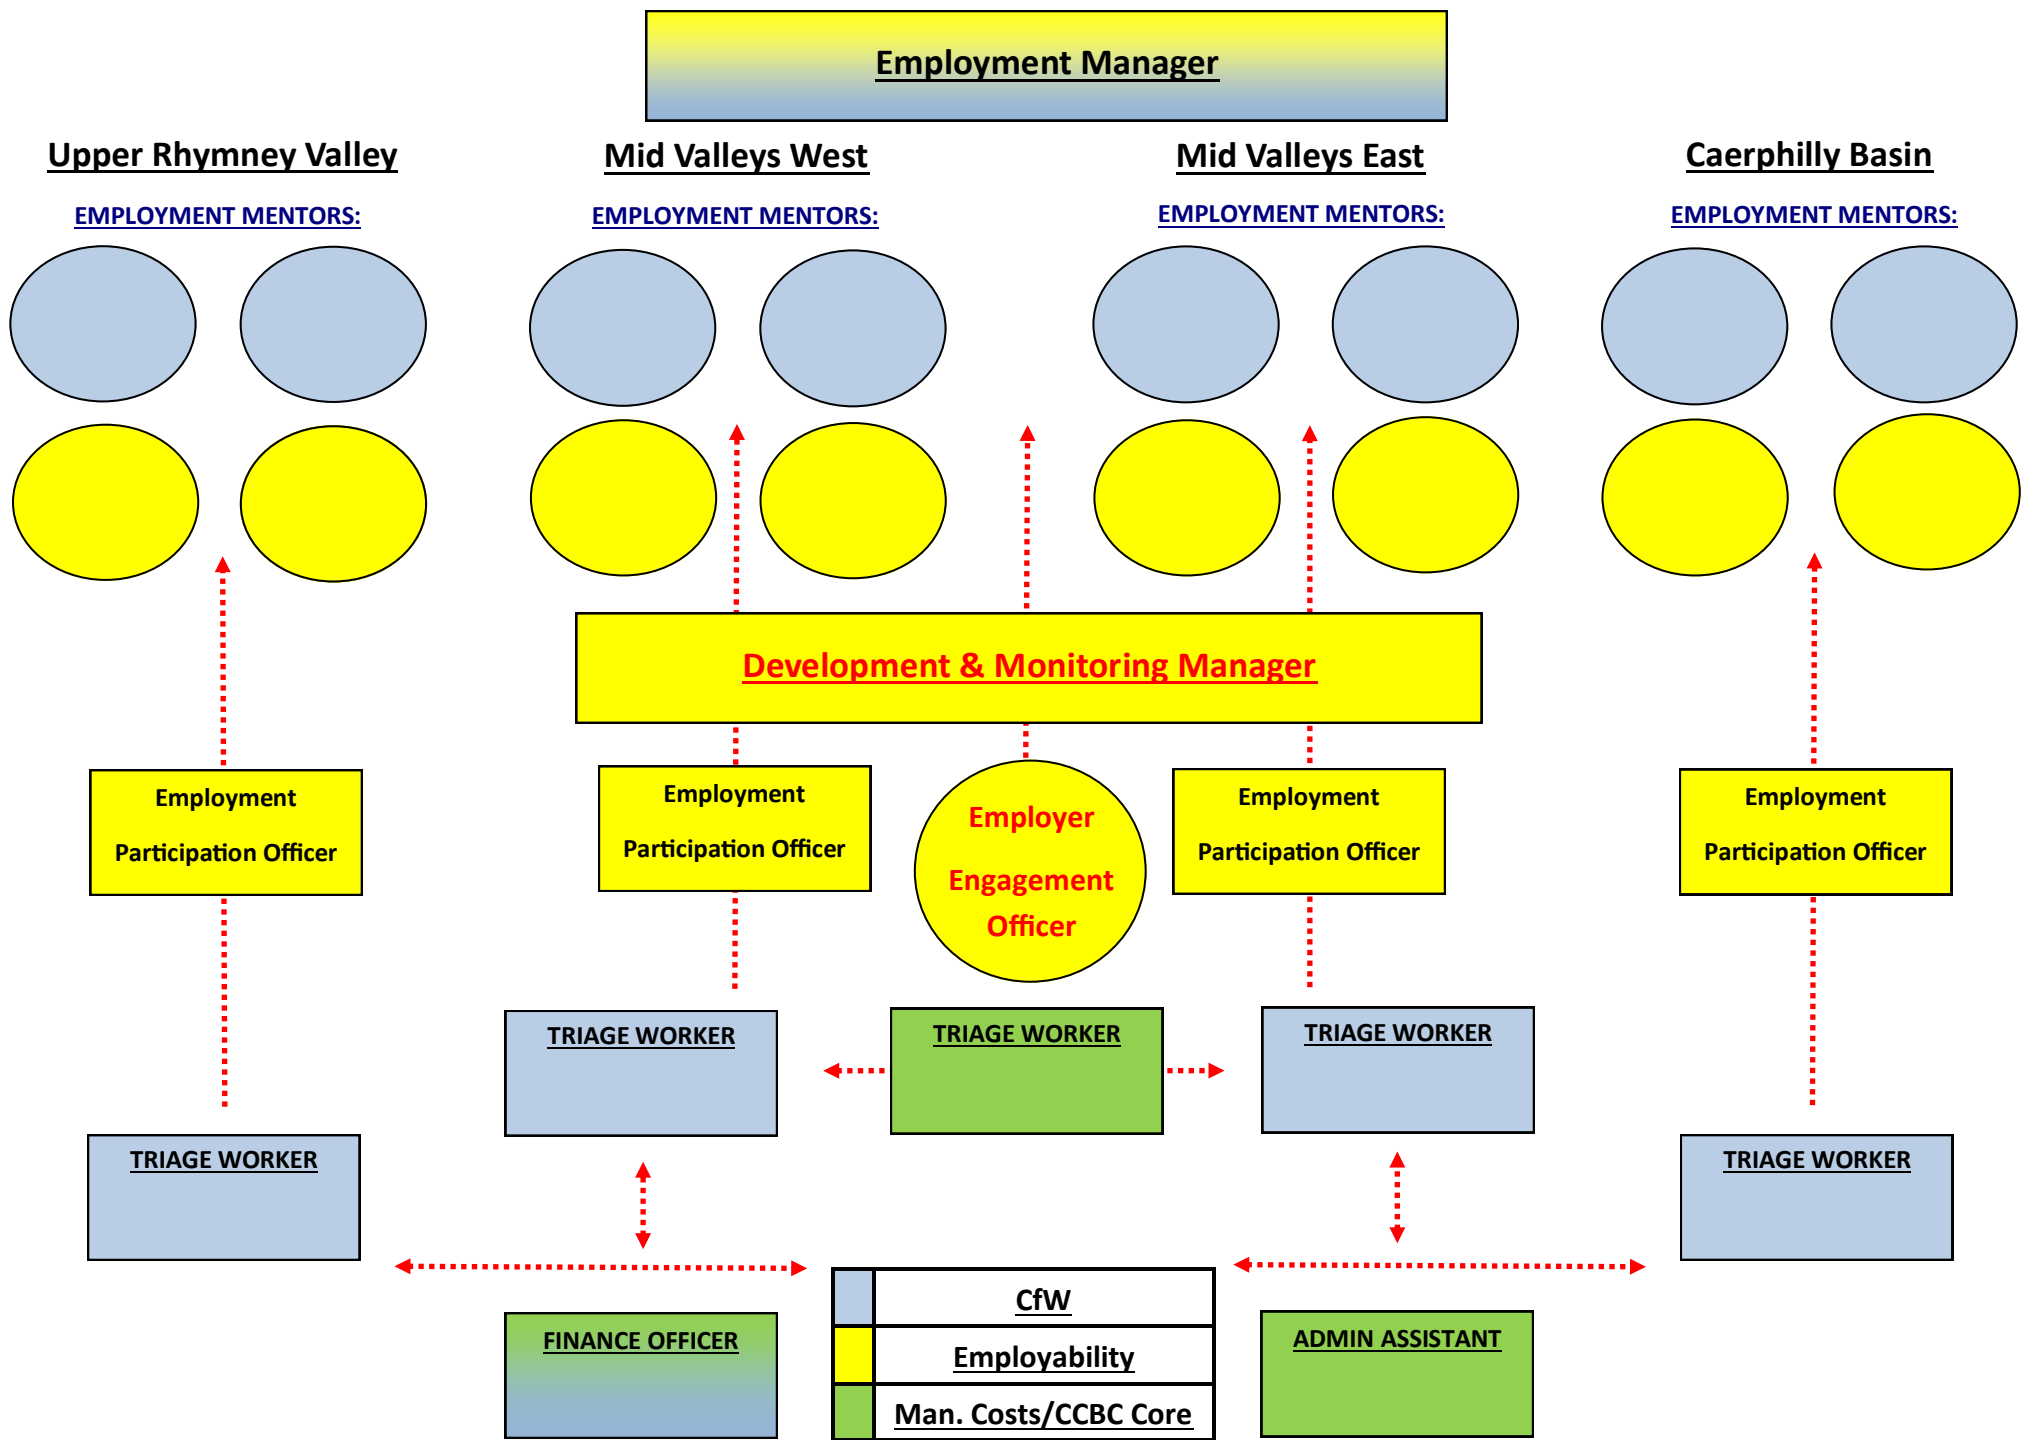 Employment Manager
Upper Rhymney Valley
Mid Valleys West
Mid Valleys East
Caerphilly Basin
EMPLOYMENT MENTORS:
EMPLOYMENT MENTORS:
EMPLOYMENT MENTORS:
EMPLOYMENT MENTORS:
Development & Monitoring Manager
Employment
Participation Officer
Employment
Participation Officer
Employer
Engagement
Officer
Employment
Participation Officer
Employment
Participation Officer
TRIAGE WORKER
TRIAGE WORKER
TRIAGE WORKER
TRIAGE WORKER
TRIAGE WORKER
FINANCE OFFICER
CfW
Employability
Man. Costs/CCBC Core
ADMIN ASSISTANT